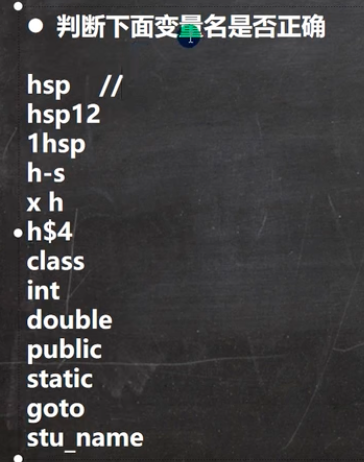 ● 判断下面变量名是否正确
hsp //
hsp12
1hsp
h-s
x h
h$4
class
int
double
public
static
goto
stu_name